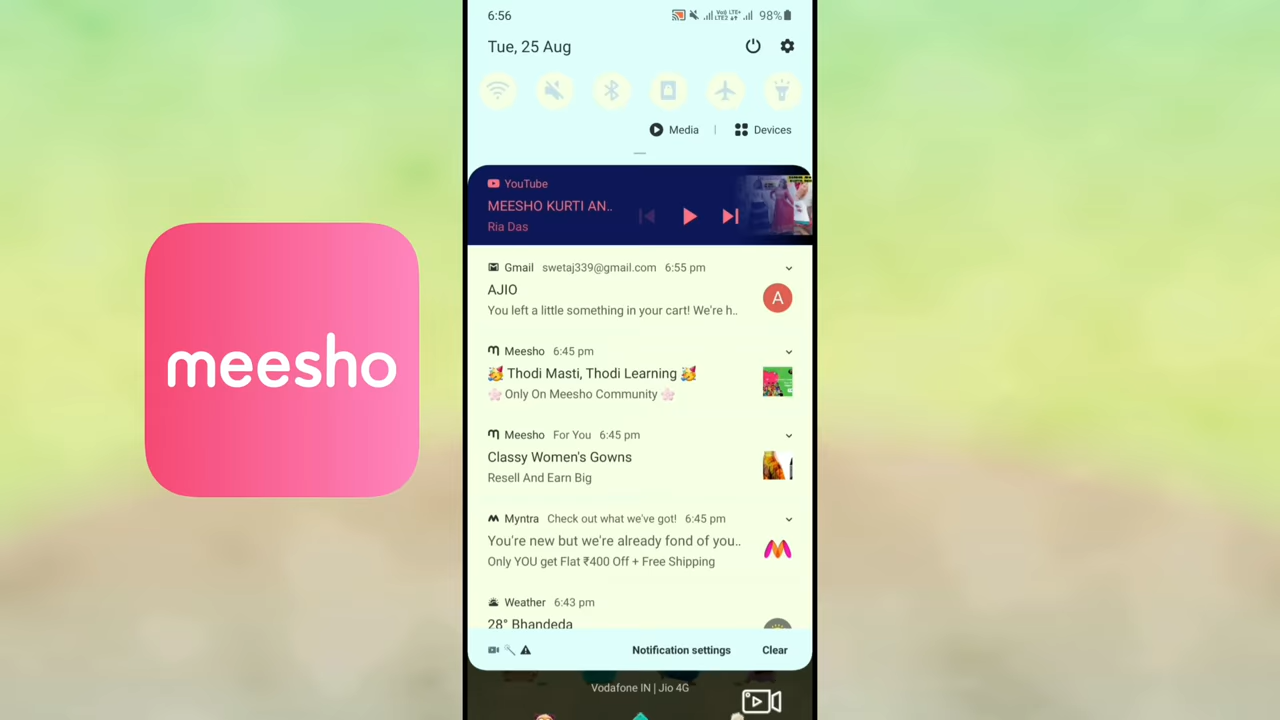 meesho
6:56
Vo) LTE+
LTE2
98%
Tue, 25 Aug
Media | Devices
YouTube
MEESHO KURTI AN..
Ria Das
Gmail swetaj339@gmail.com 6:55 pm
AJIO
You left a little something in your cart! We're h..
A
Meesho 6:45 pm
Thodi Masti, Thodi Learning
Only On Meesho Community
Meesho For You 6:45 pm
Classy Women's Gowns
Resell And Earn Big
Myntra Check out what we've got! 6:45 pm
You're new but we're already fond of you..
Only YOU get Flat ₹400 Off + Free Shipping
Weather 6:43 pm
28° Bhandeda
Notification settings Clear
Vodafone IN | Jio 4G